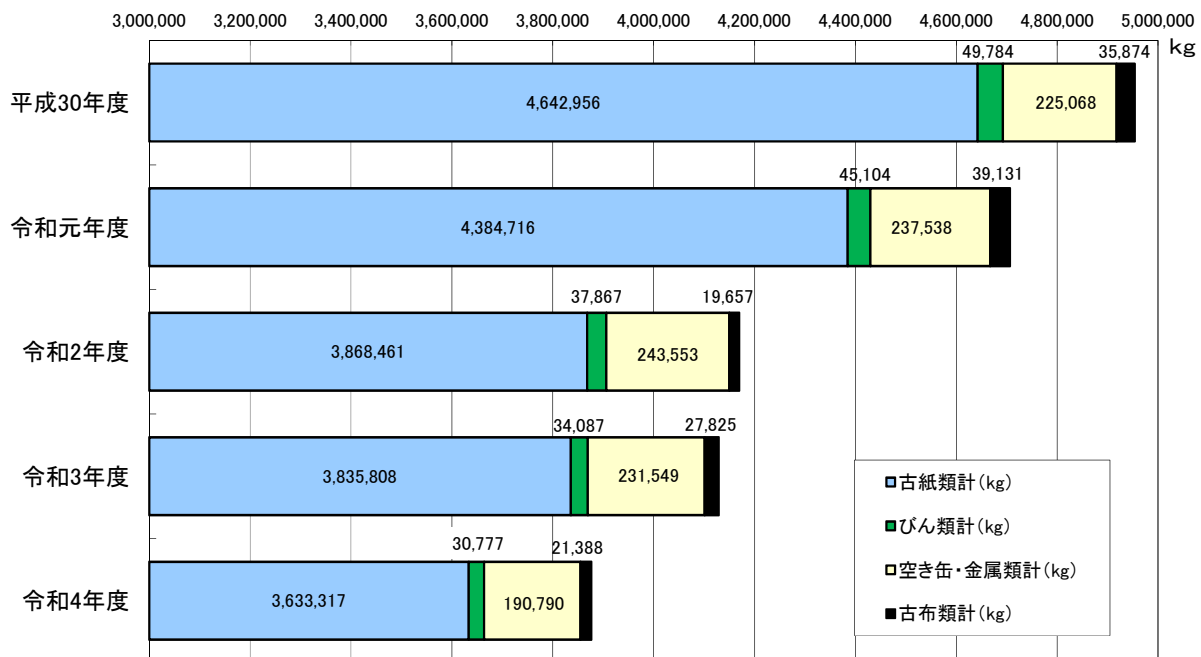 3,000,000 3,200,000 3,400,000 3,600,000 3,800,000 4,000,000 4,200,000 4,400,000 4,600,000 4,800,000 5,000,000
kg
49,784 35,874
平成30年度 4,642,956 225,068
45,104 39,131
令和元年度 4,384,716 237,538
37,867 19,657
令和2年度 3,868,461 243,553
34,087 27,825
令和3年度 3,835,808 231,549
30,777 21,388
令和4年度 3,633,317 190,790
古紙類計(kg)
びん類計(kg)
空き缶・金属類計(kg)
古布類計(kg)